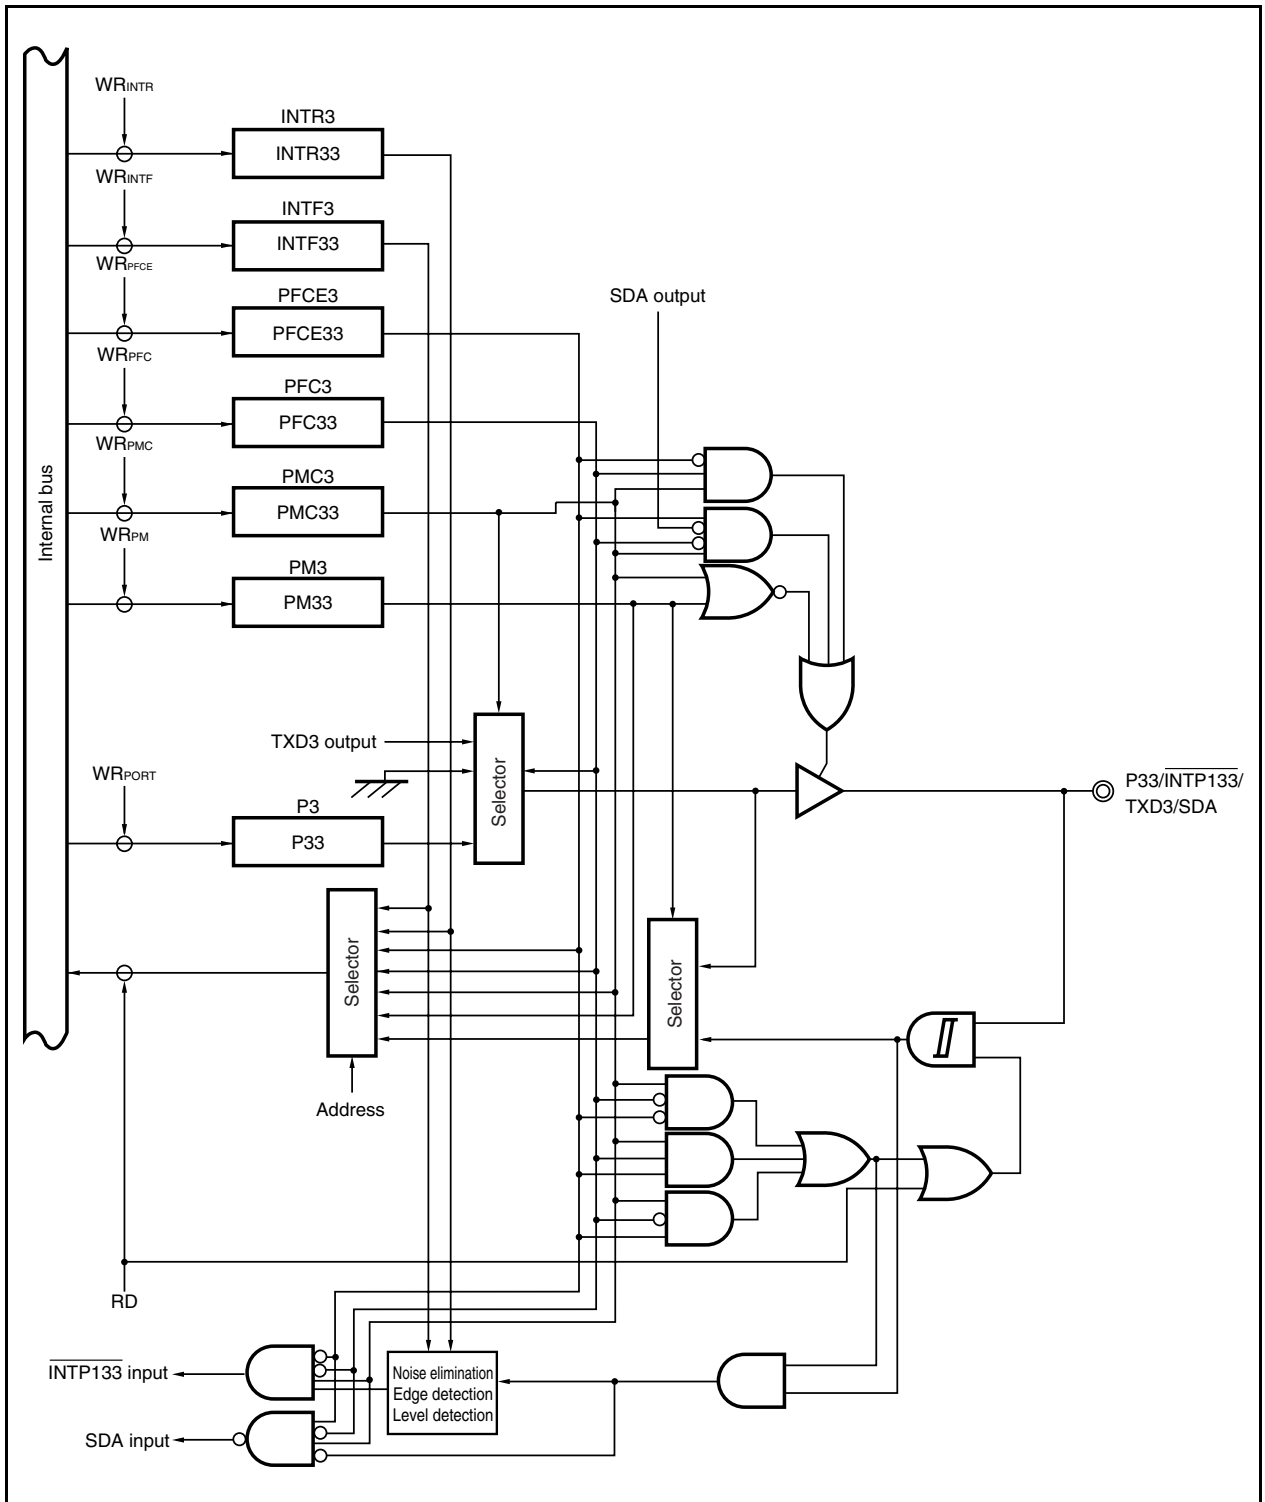 WRINTR
INTR3
INTR33
WRINTF
INTF3
INTF33
WRPFCE
PFCE3
PFCE33
SDA output
WRPFC
PFC3
PFC33
WRPMC
PMC3
PMC33
WRPM
PM3
PM33
Internal bus
TXD3 output
Selector
WRPORT
P3
P33
P33/INTP133/
TXD3/SDA
Selector
Selector
Address
RD
INTP133 input
Noise elimination
Edge detection
Level detection
SDA input